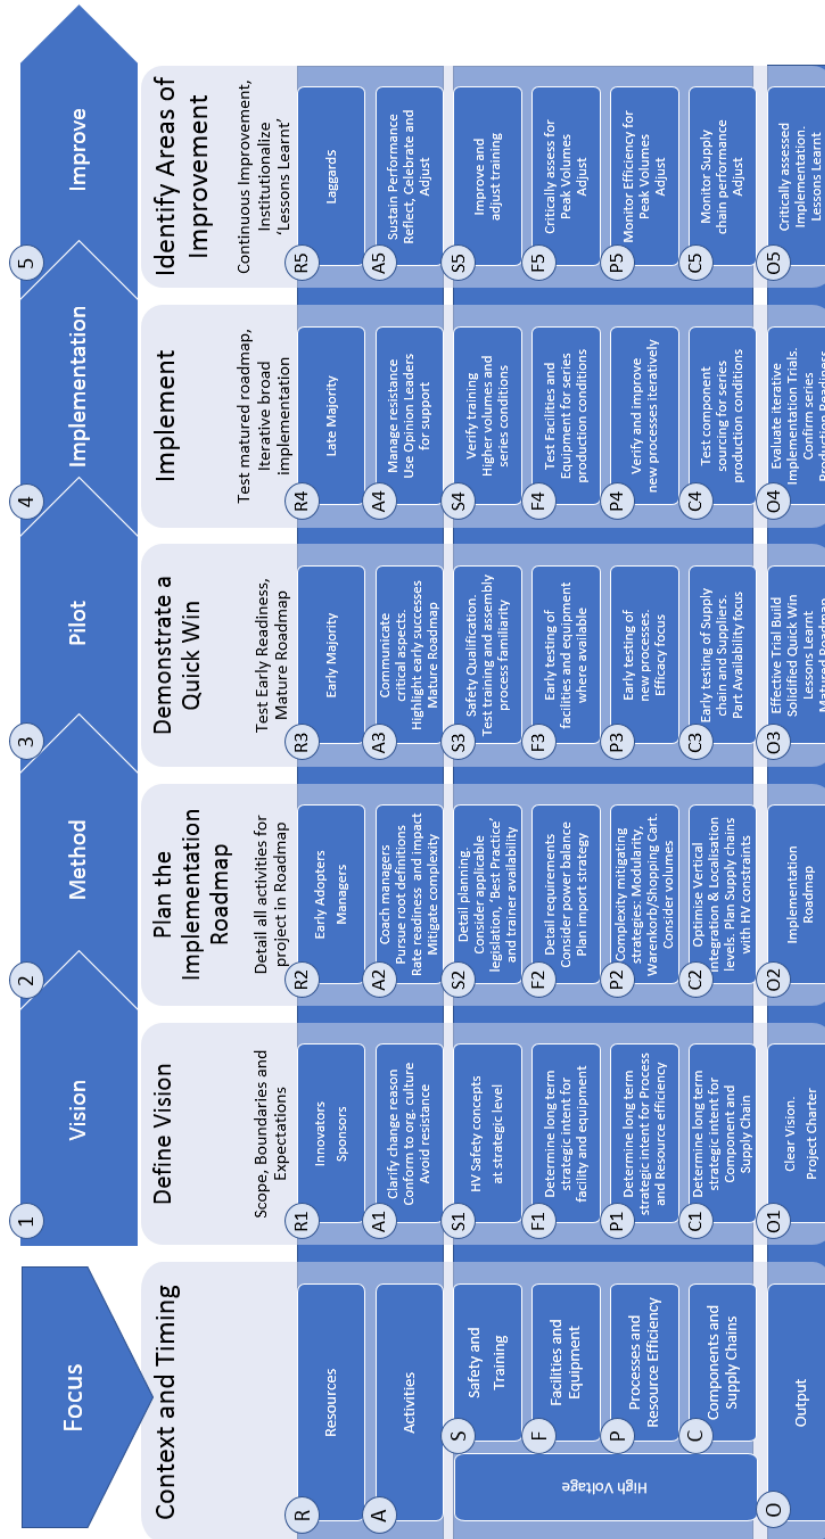 Focus
1
Vision
2
Method
3
Pilot
4
Implementation
5
Improve
Context and Timing
Define Vision
Scope, Boundaries and
Expectations
Plan the
Implementation
Roadmap
Detail all activities for
project in Roadmap
Demonstrate a
Quick Win
Test Early Readiness,
Mature Roadmap
Implement
Test matured roadmap,
Iterative broad
implementation
Identify Areas of
Improvement
Continuous Improvement,
Institutionalize
‘Lessons Learnt’
R
Resources
R1
Innovators
Sponsors
R2
Early Adopters
Managers
R3
Early Majority
R4
Late Majority
R5
Laggards
A
Activities
A1
Clarify change reason
Conform to org. culture
Avoid resistance
A2
Coach managers
Pursue root definitions
Rate readiness and impact
Mitigate complexity
A3
Communicate
critical aspects.
Highlight early successes
Mature Roadmap
A4
Manage resistance
Use Opinion Leaders
for support
A5
Sustain Performance
Reflect, Celebrate and
Adjust
High Voltage
S
Safety and
Training
S1
HV Safety concepts
at strategic level
S2
Detail planning.
Consider applicable
legislation, ‘Best Practice’
and trainer availability
S3
Safety Qualification.
Test training and assembly
process familiarity
S4
Verify training
Higher volumes and
series conditions
S5
Improve and
adjust training
F
Facilities and
Equipment
F1
Determine long term
strategic intent for
facility and equipment
F2
Detail requirements
Consider power balance
Plan import strategy
F3
Early testing of
facilities and equipment
where available
F4
Test Facilities and
Equipment for series
production conditions
F5
Critically assess for
Peak Volumes
Adjust
P
Processes and
Resource Efficiency
P1
Determine long term
strategic intent for Process
and Resource efficiency
P2
Complexity mitigating
strategies: Modularity,
Warenkorb/Shopping Cart.
Consider volumes
P3
Early testing of
new processes.
Efficacy focus
P4
Verify and improve
new processes iteratively
P5
Monitor Efficiency for
Peak Volumes
Adjust
C
Components and
Supply Chains
C1
Determine long term
strategic intent for
Component and
Supply Chain
C2
Optimise Vertical
integration & Localisation
levels. Plan Supply chains
with HV constraints
C3
Early testing of Supply
chain and Suppliers.
Part Availability focus
C4
Test component
sourcing for series
production conditions
C5
Monitor Supply
chain performance
Adjust
O
Output
O1
Clear Vision.
Project Charter
O2
Implementation
Roadmap
O3
Effective Trial Build
Solidified Quick Win
Lessons Learnt
Matured Roadmap
O4
Evaluate iterative
Implementation Trials.
Confirm series
Production Readiness
O5
Critically assessed
Implementation.
Lessons Learnt